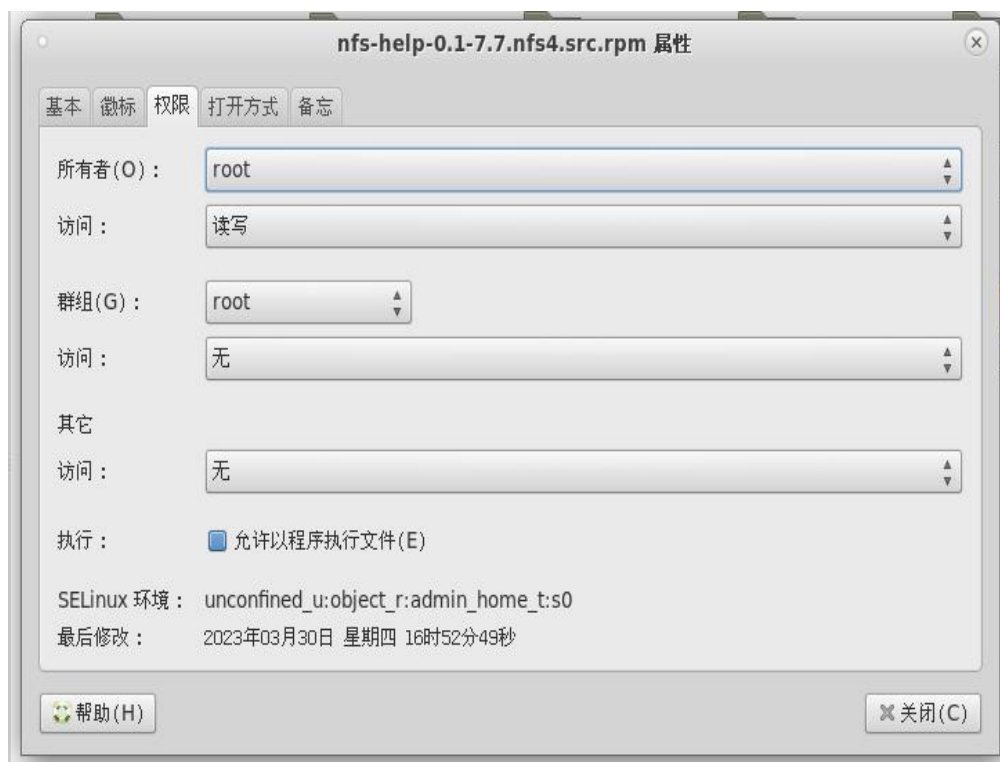 nfs-help-0.1-7.7.nfs4.src.rpm 属性
基本 徽标 权限 打开方式 备忘
所有者(O)： root
访问： 读写
群组(G)： root
访问： 无
其它
访问： 无
执行： 允许以程序执行文件(E)
SELinux 环境： unconfined_u:object_r:admin_home_t:s0
最后修改： 2023年03月30日 星期四 16时52分49秒
帮助(H) 关闭(C)